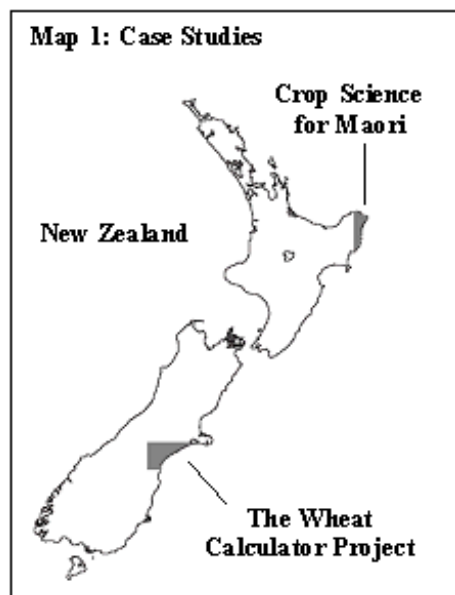 Map 1: Case Studies
Crop Science
for Maori
New Zealand
The Wheat
Calculator Project